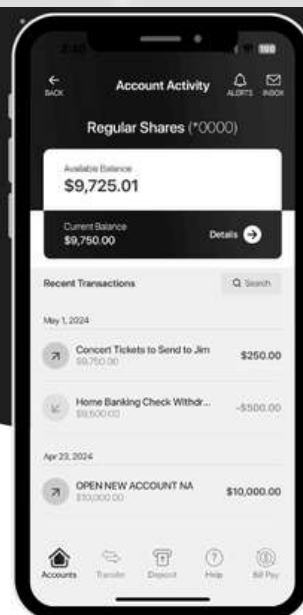 2:40
100
BACK
Account Activity
ALERTS
INBOX
Regular Shares (*0000)
Available Balance
$9,725.01
Current Balance
$9,750.00
Details
Recent Transactions
Search
May 1, 2024
Concert Tickets to Send to Jim
$9,750.00
$250.00
Home Banking Check Withdr...
$9,500.00
-$500.00
Apr 23, 2024
OPEN NEW ACCOUNT NA
$10,000.00
$10,000.00
Accounts
Transfer
Deposit
Help
Bill Pay